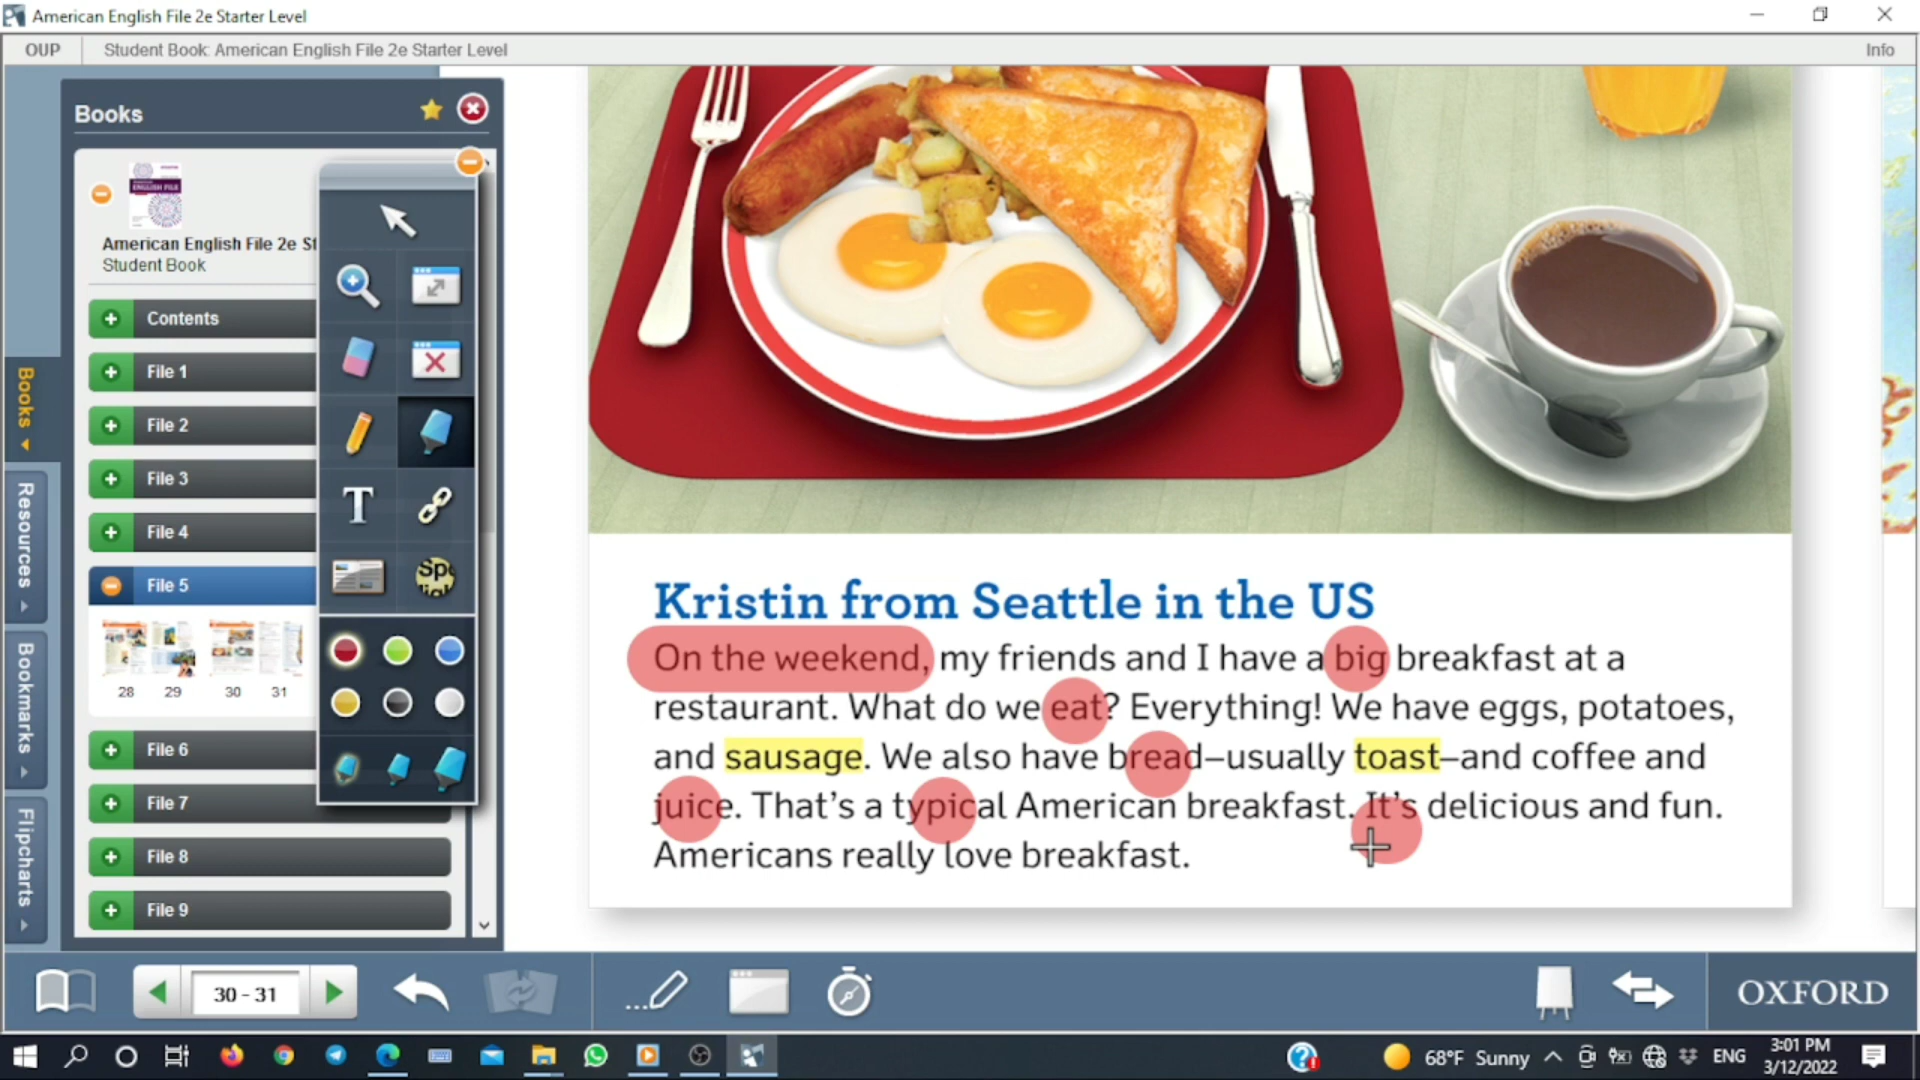 American English File 2e Starter Level
OUP
Student Book: American English File 2e Starter Level
Info
Books
ENGLISH FILE
American English File 2e St
Student Book
Contents
File 1
File 2
File 3
File 4
File 5
28 29 30 31
File 6
File 7
File 8
File 9
Books
Resources
Bookmarks
Flipcharts
T
Spo
Kristin from Seattle in the US
On the weekend, my friends and I have a big breakfast at a
restaurant. What do we eat? Everything! We have eggs, potatoes,
and sausage. We also have bread–usually toast–and coffee and
juice. That's a typical American breakfast. It's delicious and fun.
Americans really love breakfast.
30 - 31
OXFORD
68°F Sunny
ENG
3:01 PM
3/12/2022